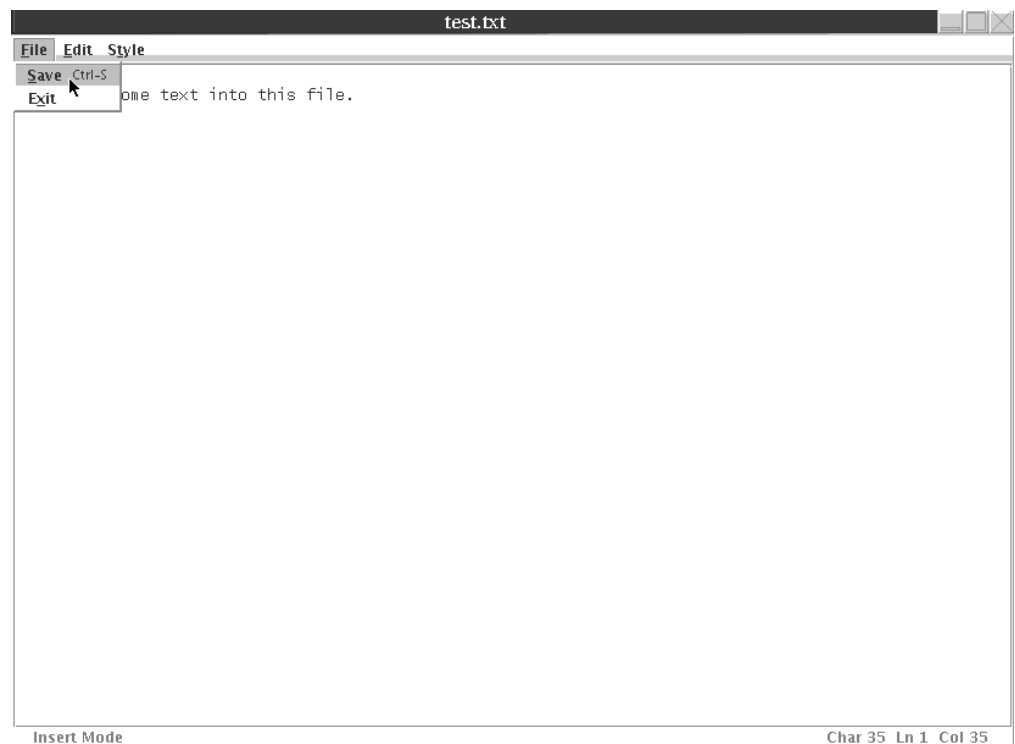 test.txt
File Edit Style
Save Ctrl-S
Exit
ome text into this file.
Insert Mode Char 35 Ln 1 Col 35